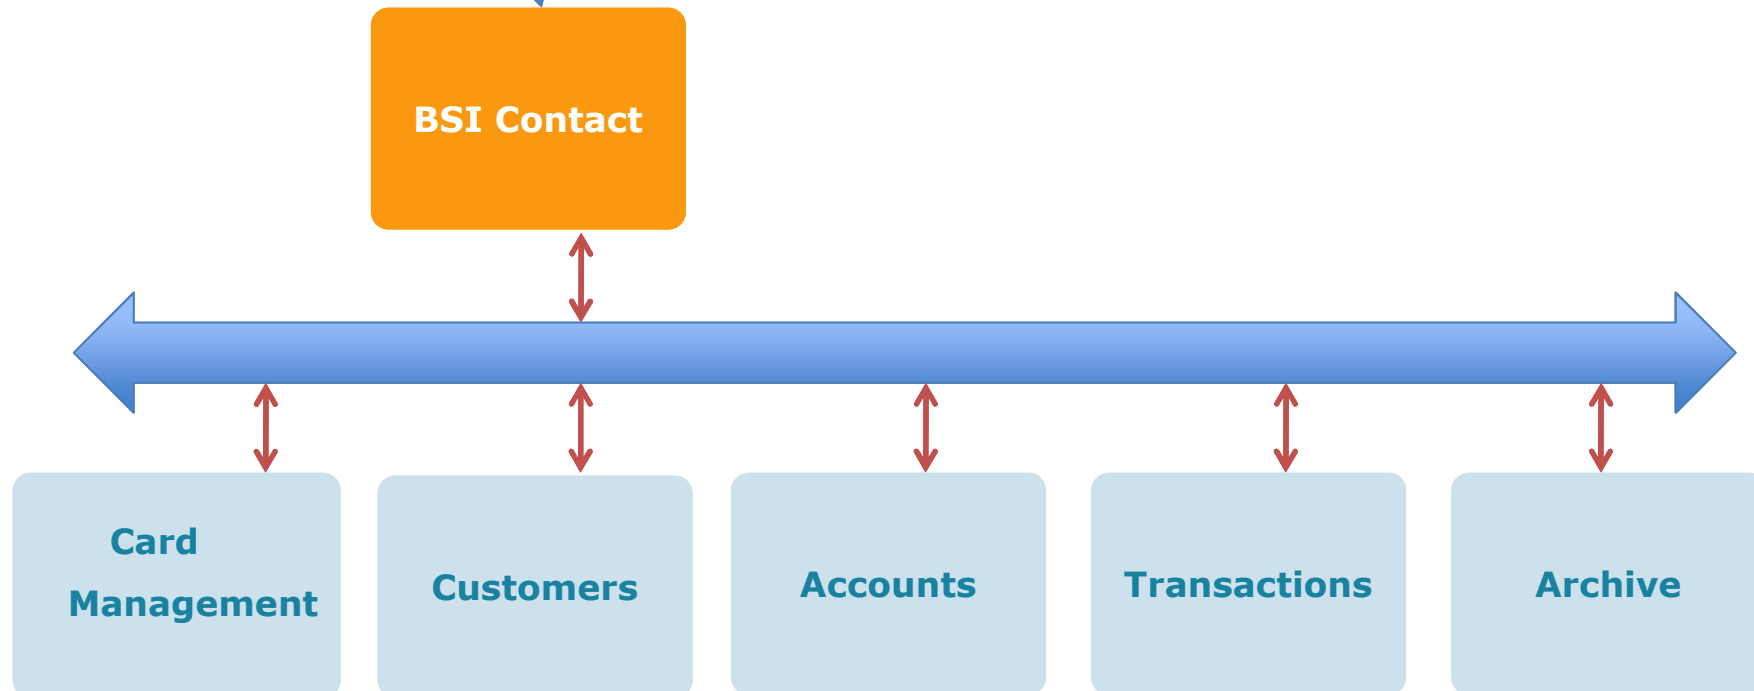 BSI Contact
Card
Management
Customers
Accounts
Transactions
Archive